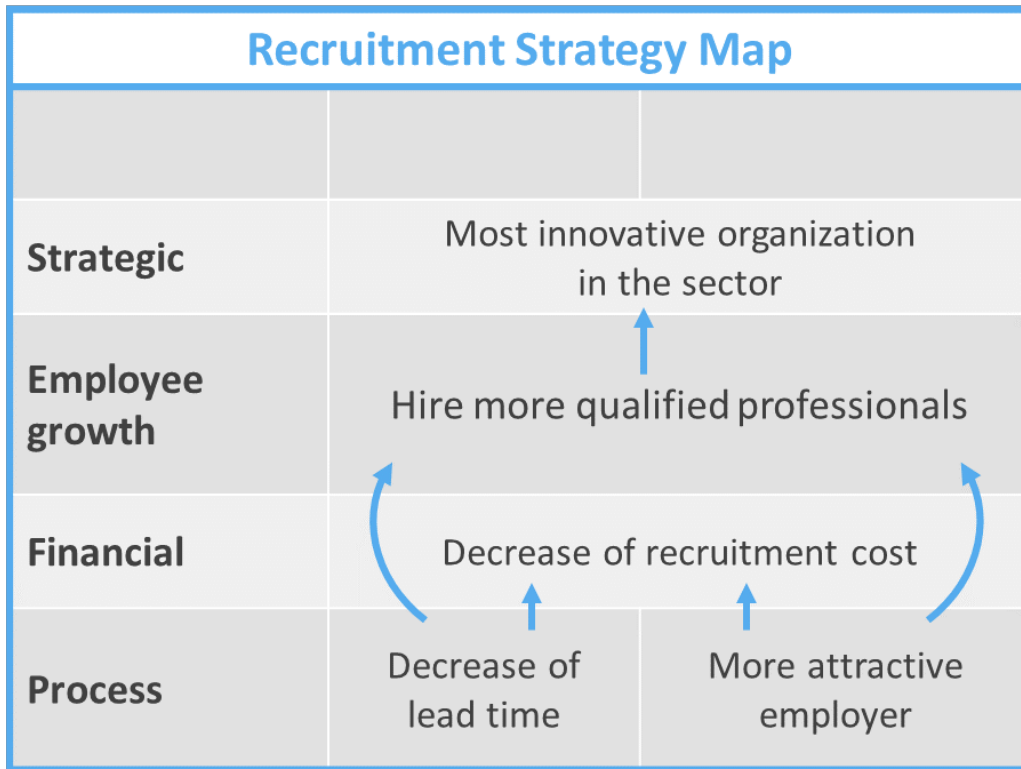 Recruitment Strategy Map
Strategic
Most innovative organization
in the sector
Employee
growth
Hire more qualified professionals
Financial
Decrease of recruitment cost
Process
Decrease of
lead time
More attractive
employer